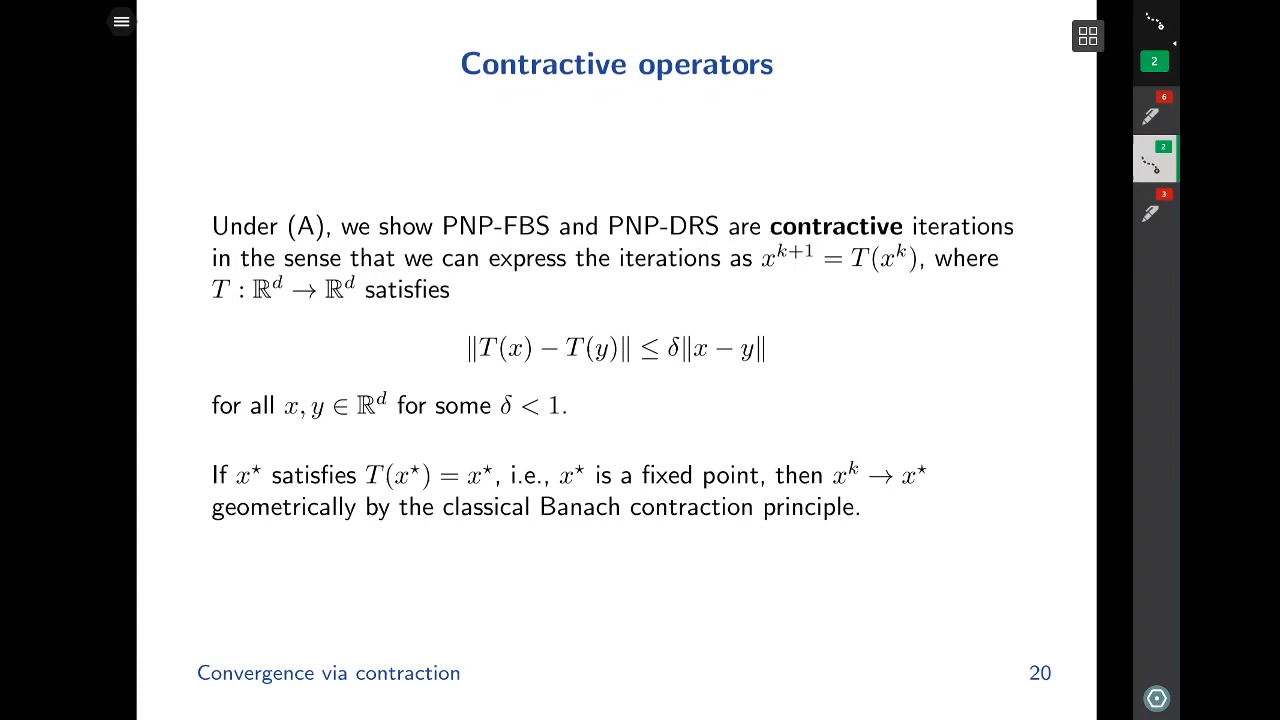 Contractive operators
Under (A), we show PNP-FBS and PNP-DRS are contractive iterations
in the sense that we can express the iterations as x^{k+1} = T(x^k), where
T : ℝ^d → ℝ^d satisfies
‖T(x) − T(y)‖ ≤ δ‖x − y‖
for all x, y ∈ ℝ^d for some δ < 1.
If x^⋆ satisfies T(x^⋆) = x^⋆, i.e., x^⋆ is a fixed point, then x^k → x^⋆
geometrically by the classical Banach contraction principle.
Convergence via contraction
20
2
6
2
3